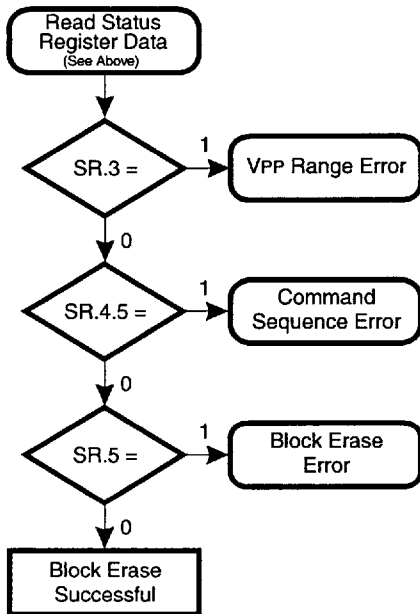 Read Status
Register Data
(See Above)
SR.3 =
1
VPP Range Error
0
SR.4.5 =
1
Command
Sequence Error
0
SR.5 =
1
Block Erase
Error
0
Block Erase
Successful